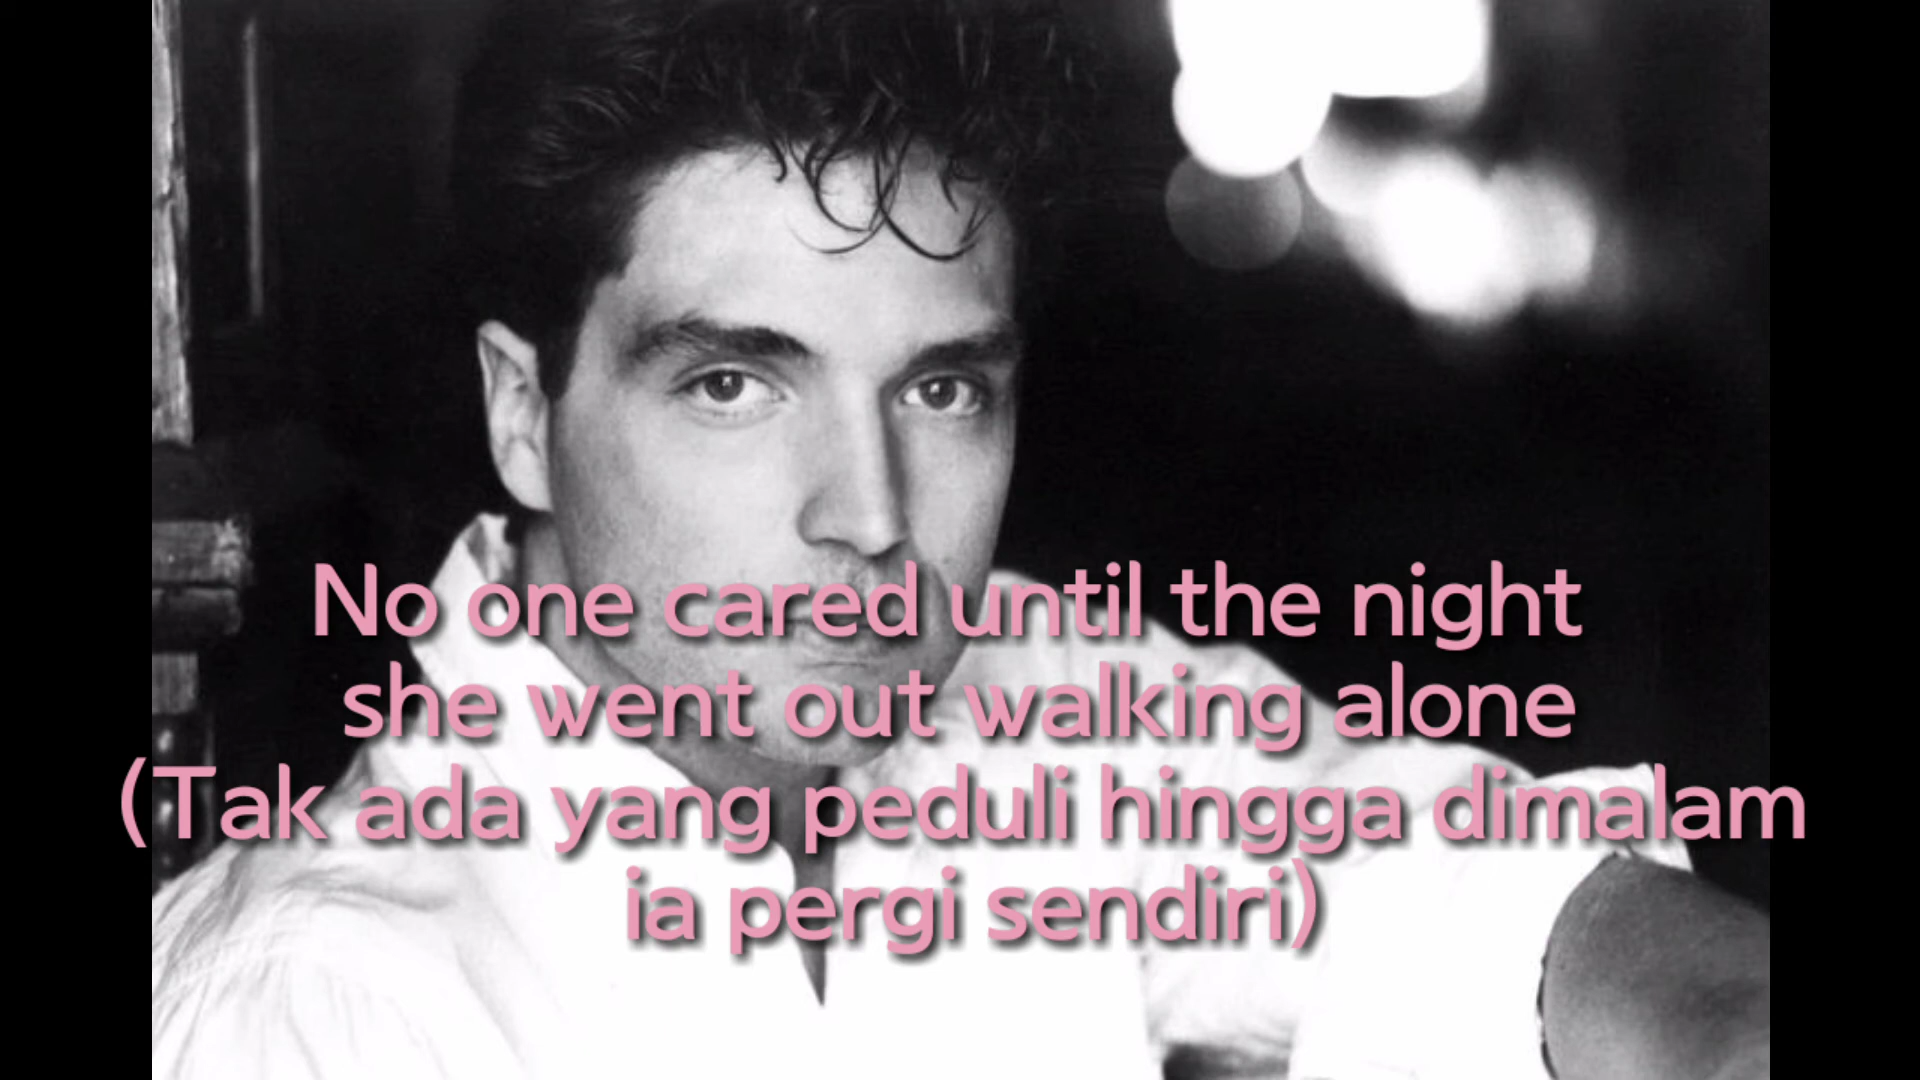 No one cared until the night
she went out walking alone
(Tak ada yang peduli hingga dimalam
ia pergi sendiri)